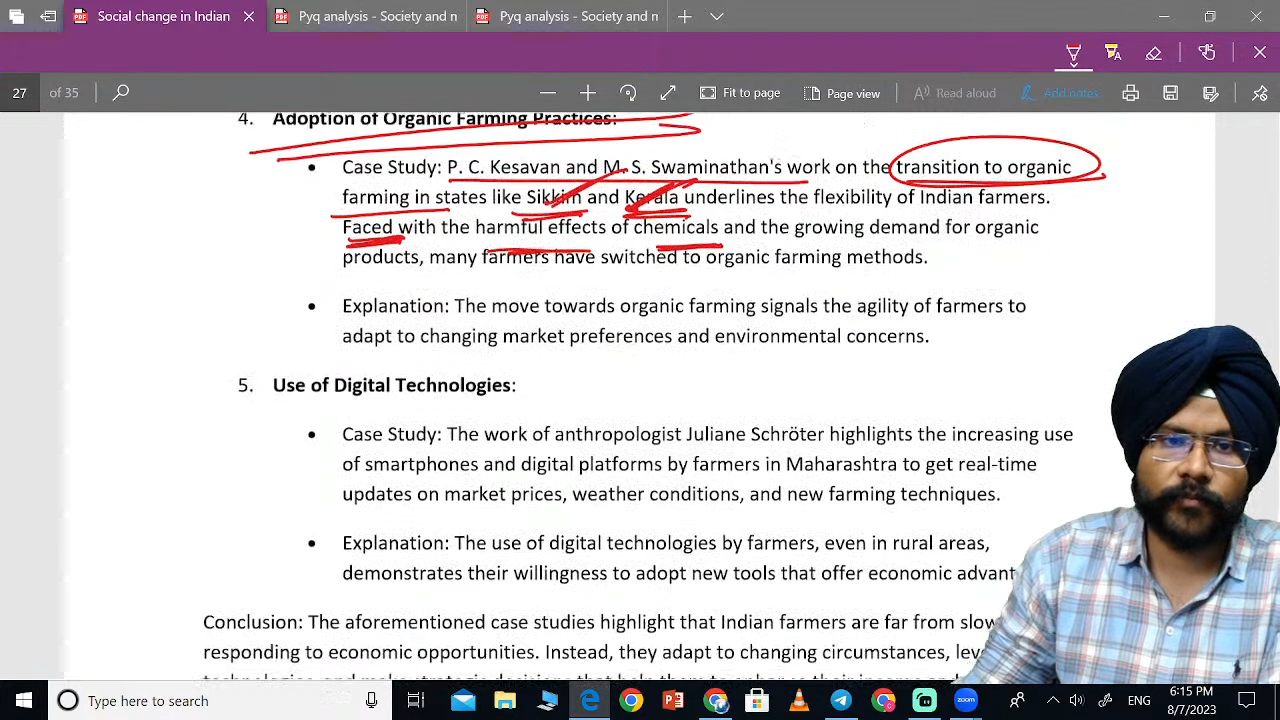 Social change in Indian
Pyq analysis - Society and n
Pyq analysis - Society and n
27 of 35
Fit to page
Page view
Read aloud
Add notes
4. Adoption of Organic Farming Practices:
• Case Study: P. C. Kesavan and M. S. Swaminathan's work on the transition to organic
farming in states like Sikkim and Kerala underlines the flexibility of Indian farmers.
Faced with the harmful effects of chemicals and the growing demand for organic
products, many farmers have switched to organic farming methods.
• Explanation: The move towards organic farming signals the agility of farmers to
adapt to changing market preferences and environmental concerns.
5. Use of Digital Technologies:
• Case Study: The work of anthropologist Juliane Schröter highlights the increasing use
of smartphones and digital platforms by farmers in Maharashtra to get real-time
updates on market prices, weather conditions, and new farming techniques.
• Explanation: The use of digital technologies by farmers, even in rural areas,
demonstrates their willingness to adopt new tools that offer economic advant
Conclusion: The aforementioned case studies highlight that Indian farmers are far from slow
responding to economic opportunities. Instead, they adapt to changing circumstances, lev
Type here to search
zoom
ENG
6:15 PM
8/7/2023